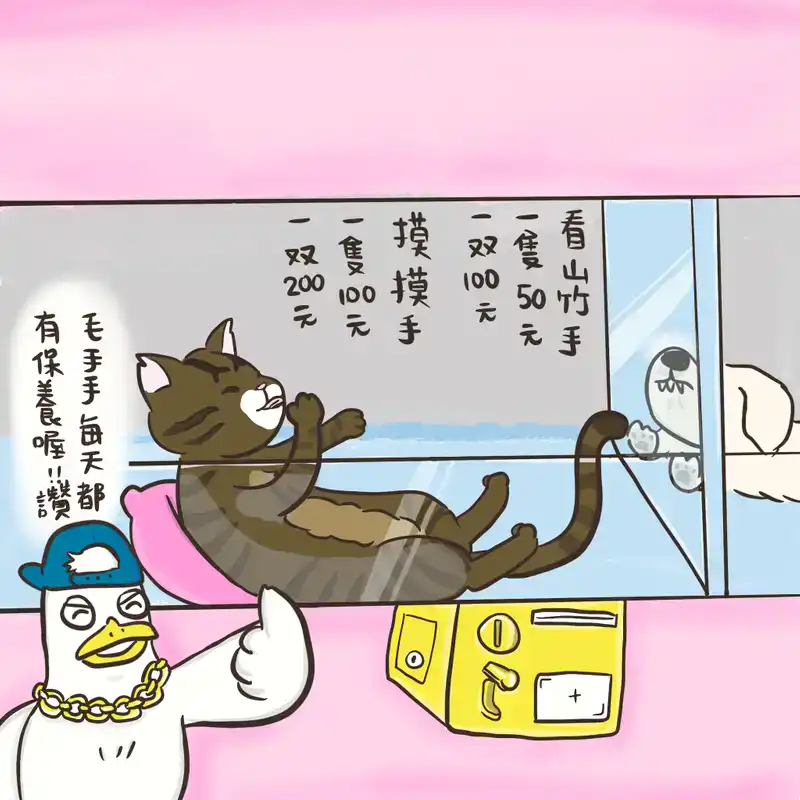 看山竹手
一隻50元
一双100元
摸摸手
一隻100元
一双200元
毛手手每天都
有保養喔!!讚